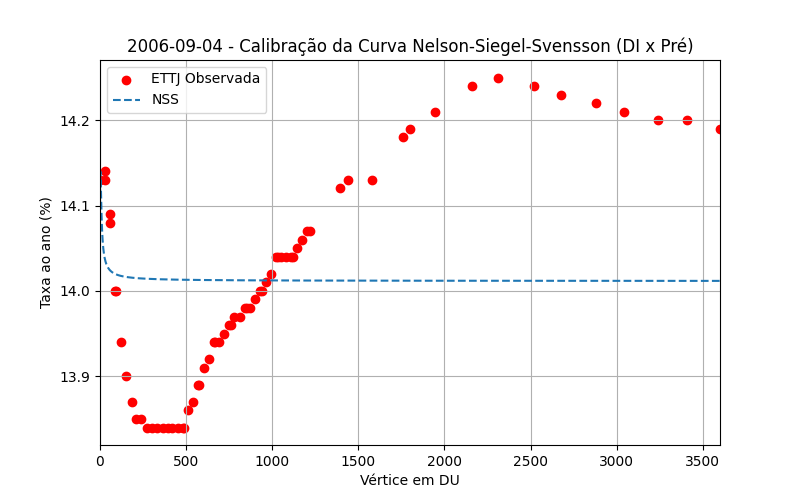 2006-09-04 - Calibração da Curva Nelson-Siegel-Svensson (DI x Pré)
ETTJ Observada
NSS
Taxa ao ano (%)
14.2
14.1
14.0
13.9
0 500 1000 1500 2000 2500 3000 3500
Vértice em DU